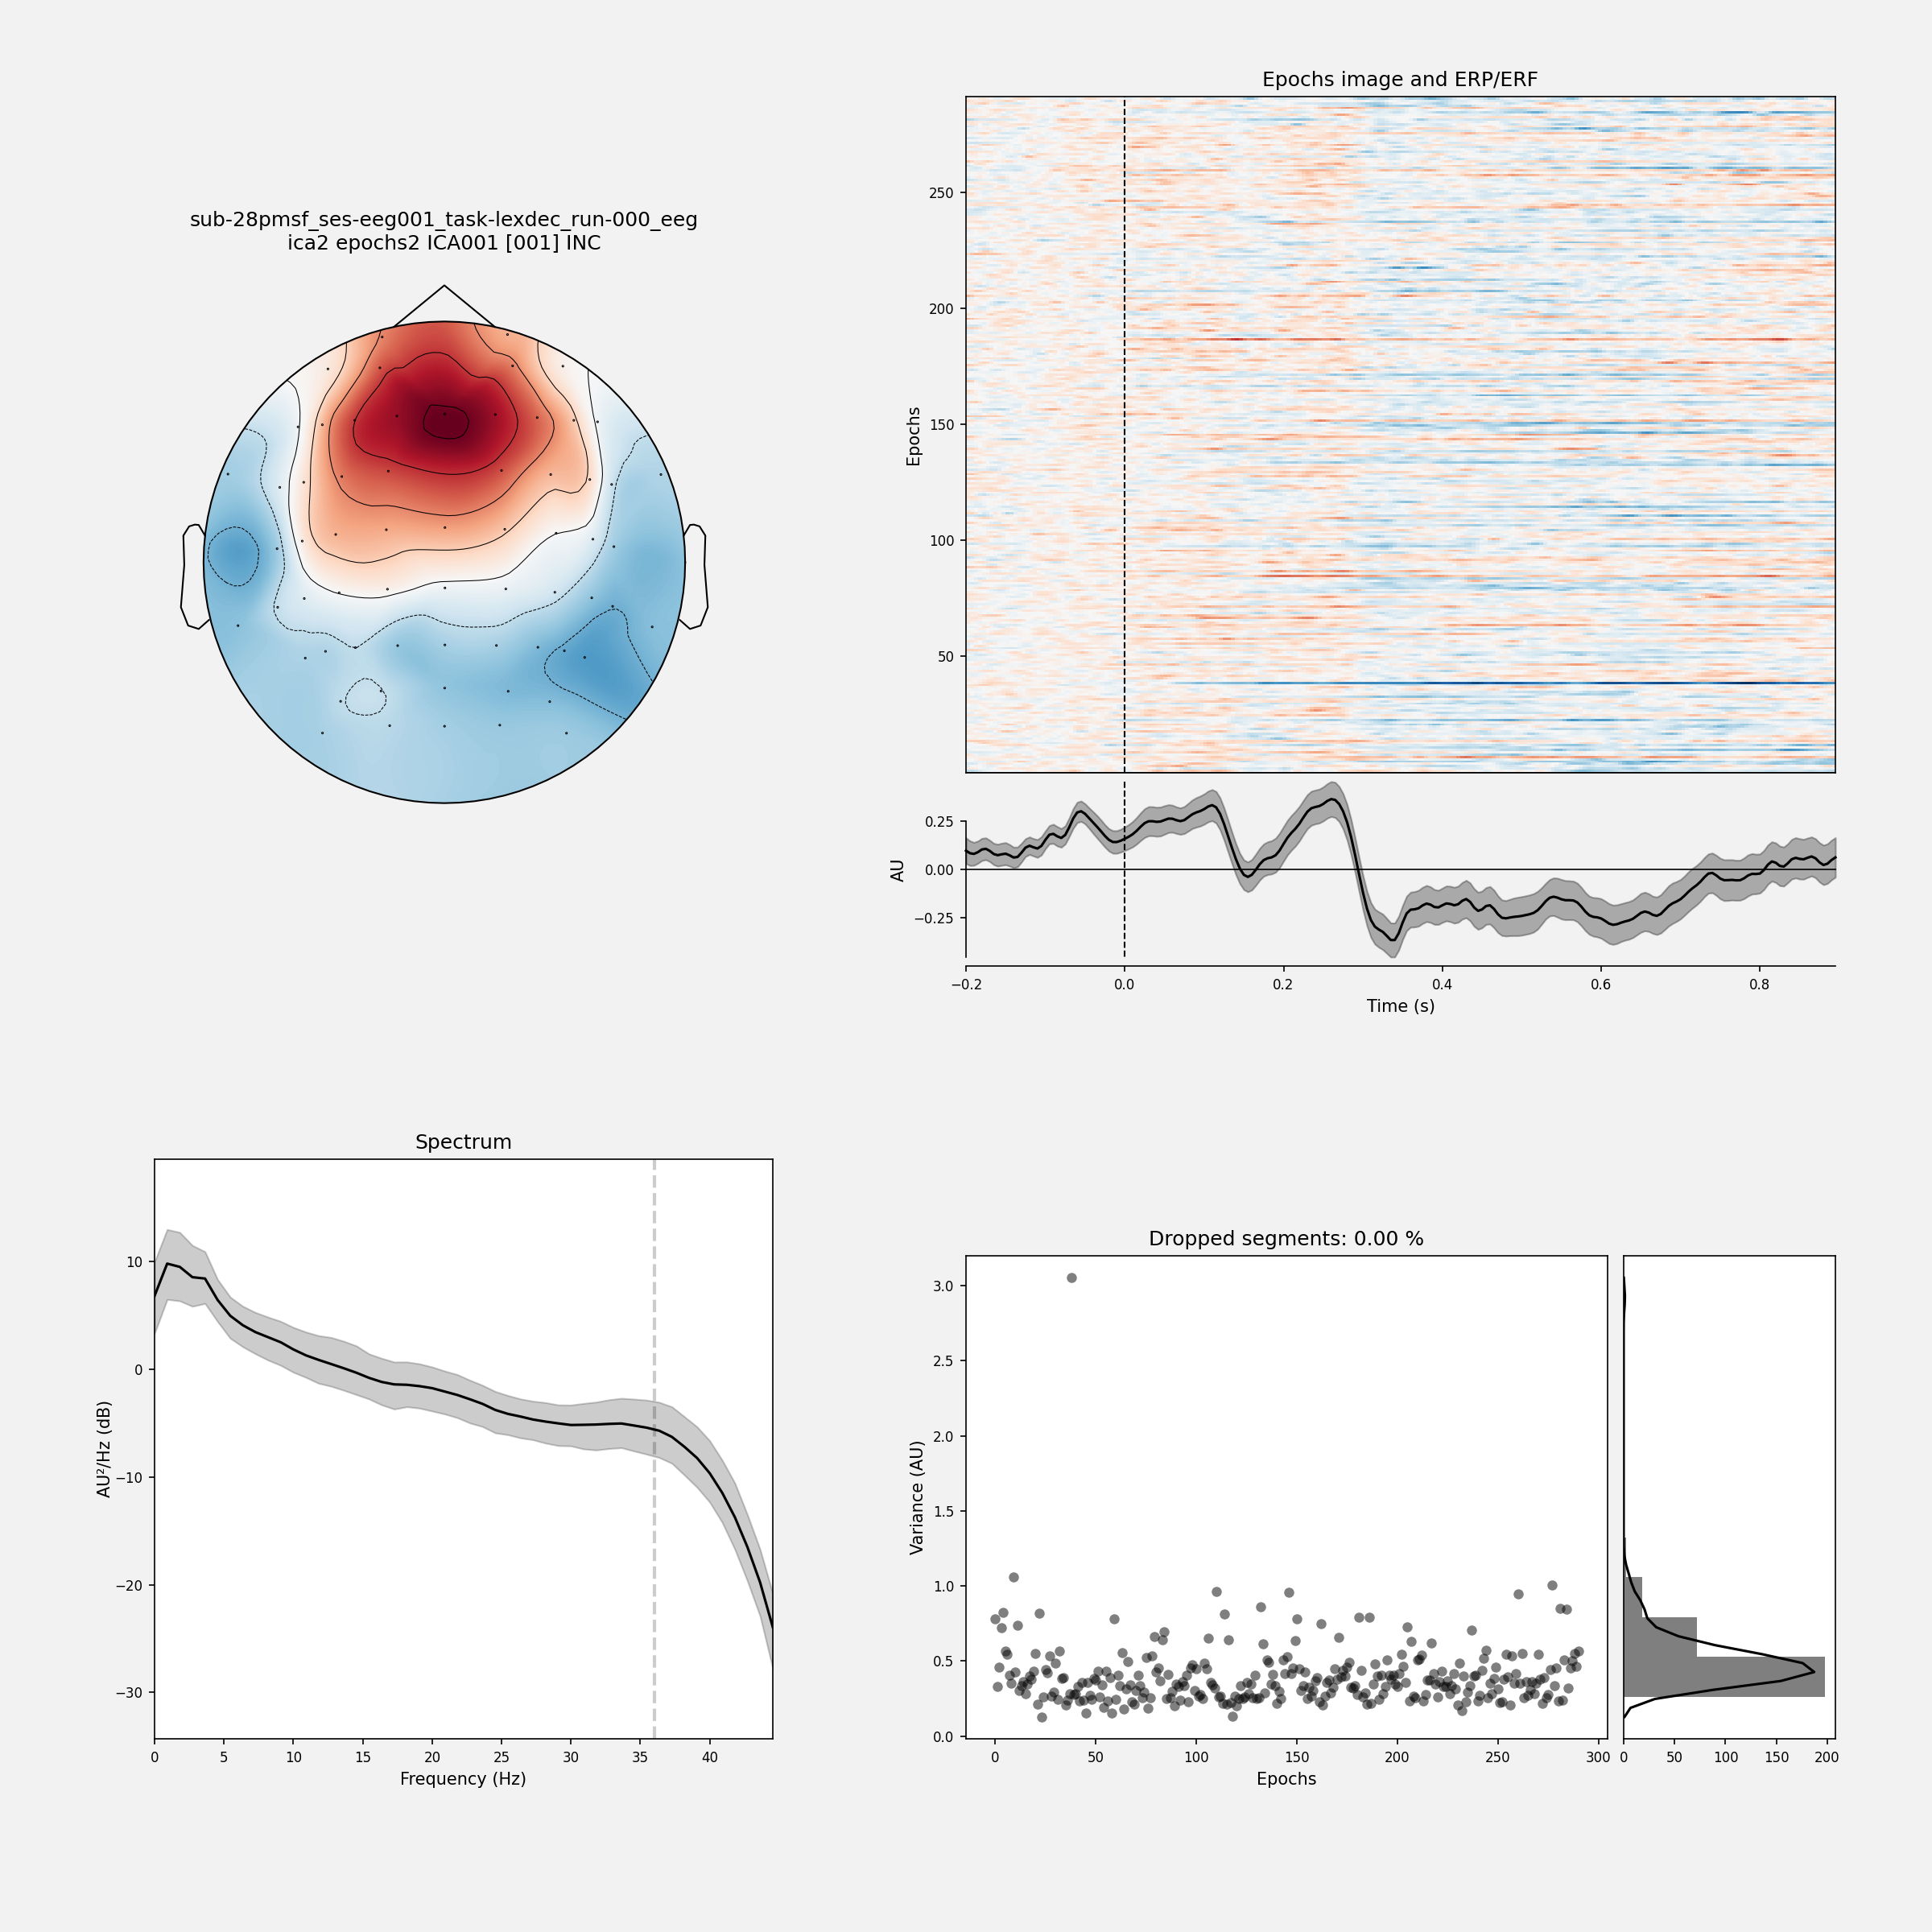 sub-28pmsf_ses-eeg001_task-lexdec_run-000_eeg
ica2 epochs2 ICA001 [001] INC
Epochs image and ERP/ERF
Epochs
250
200
150
100
50
AU
0.25
0.00
−0.25
−0.2 0.0 0.2 0.4 0.6 0.8
Time (s)
Spectrum
AU²/Hz (dB)
10
0
−10
−20
−30
0 5 10 15 20 25 30 35 40
Frequency (Hz)
Dropped segments: 0.00 %
Variance (AU)
3.0
2.5
2.0
1.5
1.0
0.5
0.0
0 50 100 150 200 250 300
Epochs
0 50 100 150 200